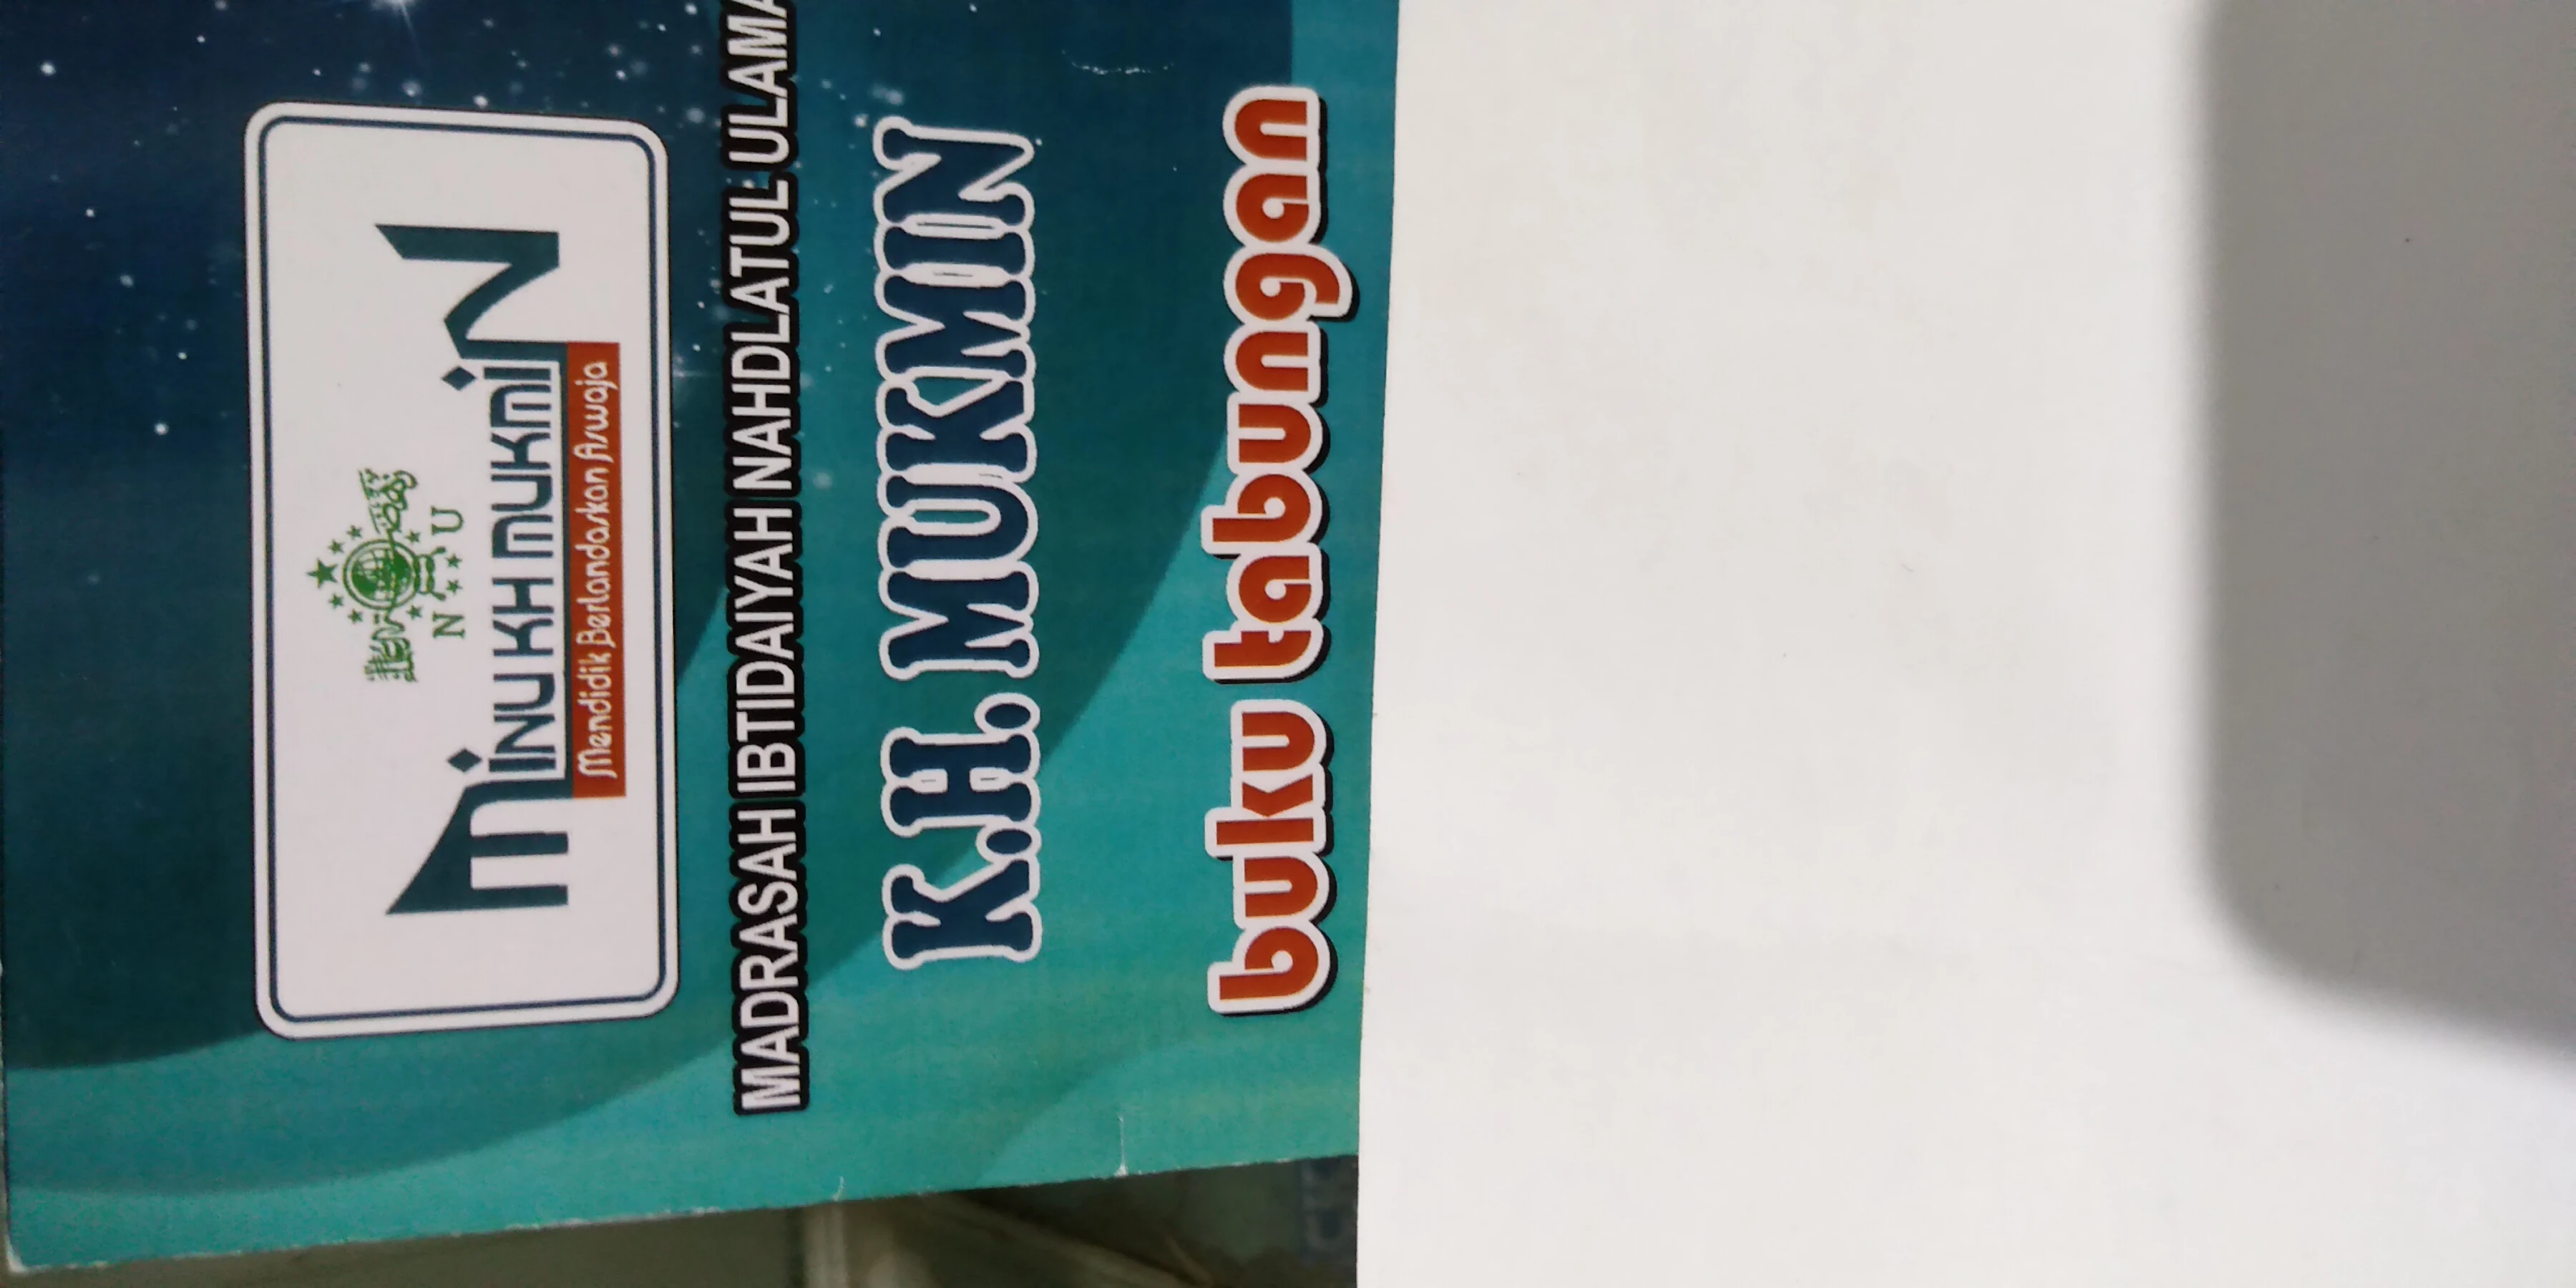 N U
MINU KH MUKMIN
Mendidik Berlandaskan Aswaja
MADRASAH IBTIDAIYAH NAHDLATUL ULAMA
K.H. MUKMIN
buku tabungan